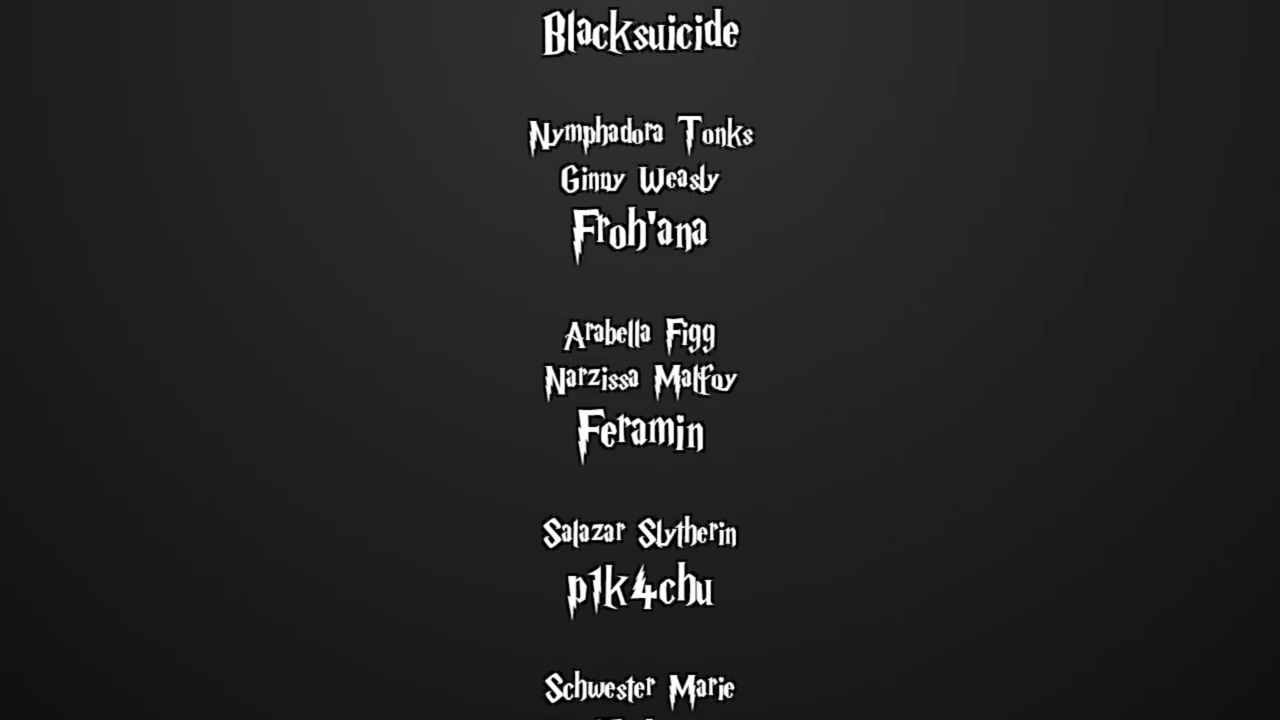 Blacksuicide
Nymphadora Tonks
Ginny Weasly
Froh'ana
Arabella Figg
Narzissa Malfoy
Feramin
Salazar Slytherin
p1k4chu
Schwester Marie